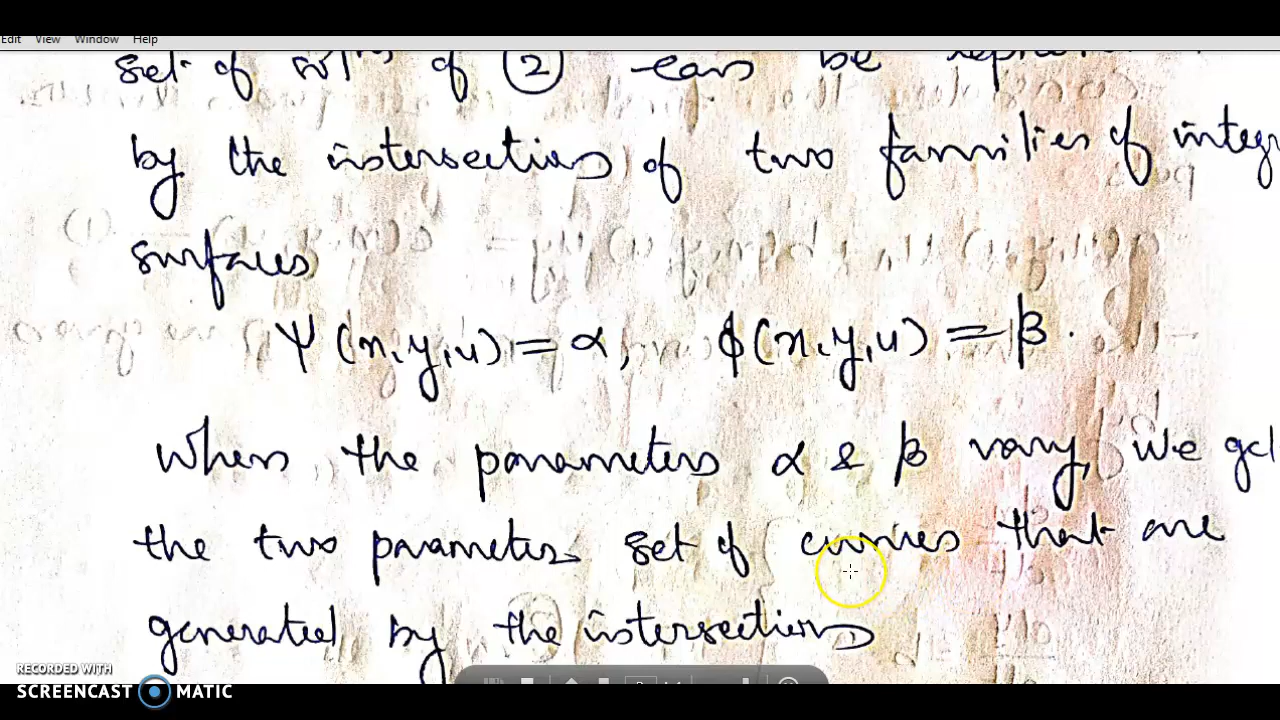 Edit View Window Help
set of solns of (2) can be
by the intersection of two families of integr
surfaces
ψ(x,y,u) = α, ϕ(x,y,u) = β.
When the parameters α & β vary, we get
the two parameter set of curves that are
generated by the intersection
RECORDED WITH
SCREENCAST MATIC